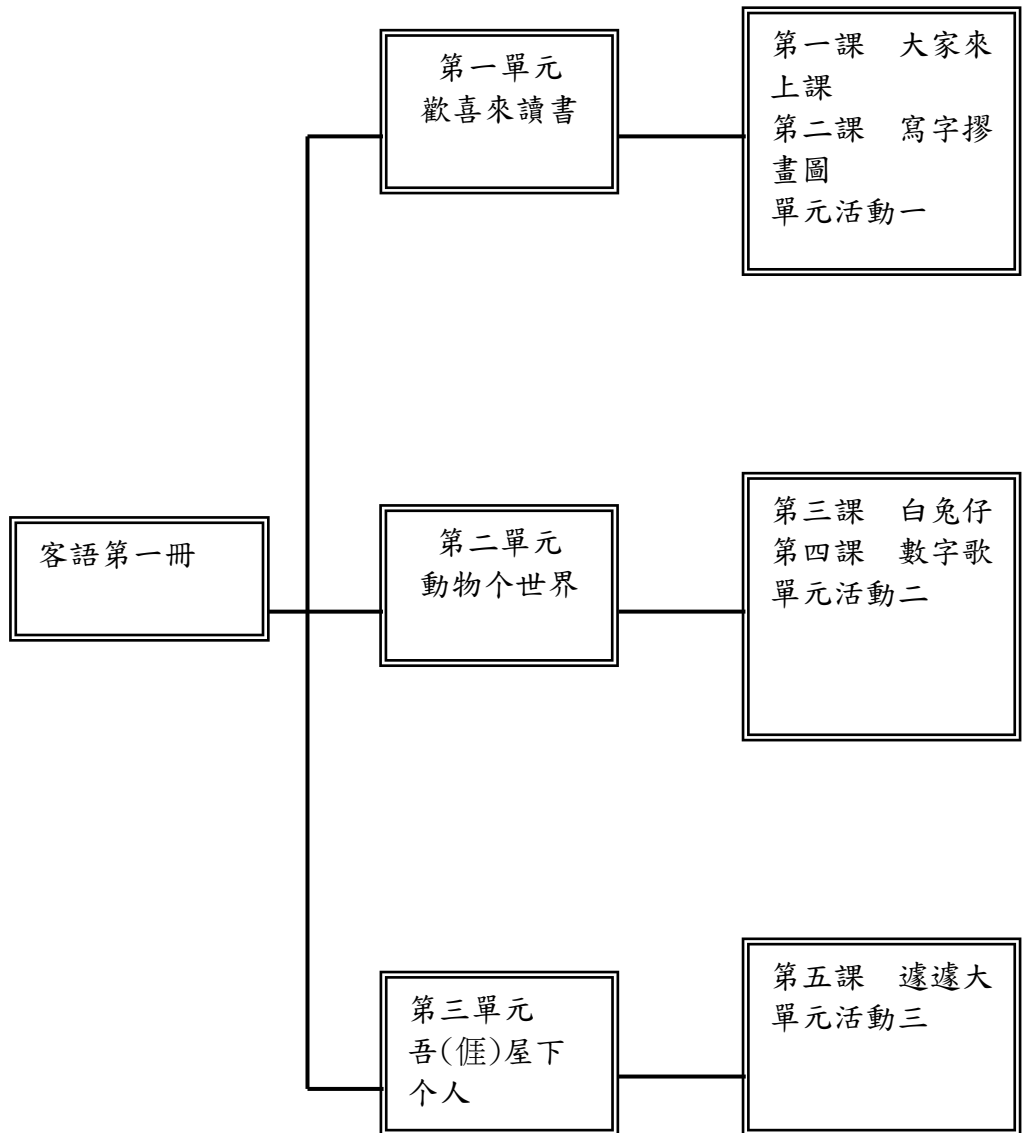 第一單元
歡喜來讀書
第一課　大家來
上課
第二課　寫字摎
畫圖
單元活動一
客語第一冊
第二單元
動物个世界
第三課　白兔仔
第四課　數字歌
單元活動二
第三單元
吾(𠊎)屋下
个人
第五課　遽遽大
單元活動三